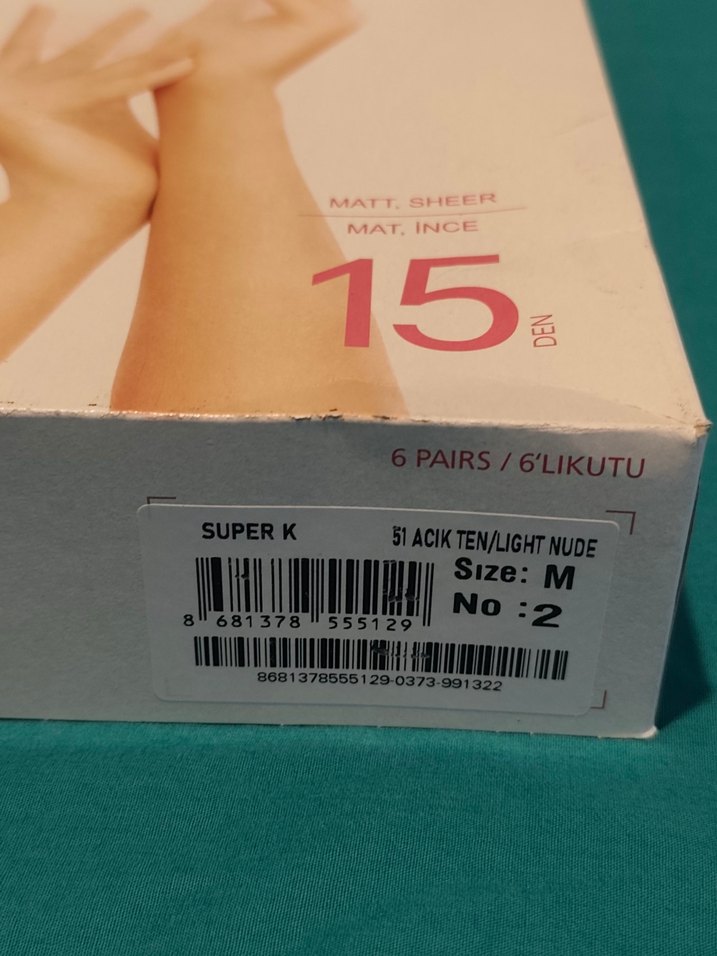 MATT, SHEER
MAT, İNCE
15 DEN
6 PAIRS / 6'LIKUTU
SUPER K
51 ACIK TEN/LIGHT NUDE
Size: M
No :2
8 681378 555129
8681378555129-0373-991322